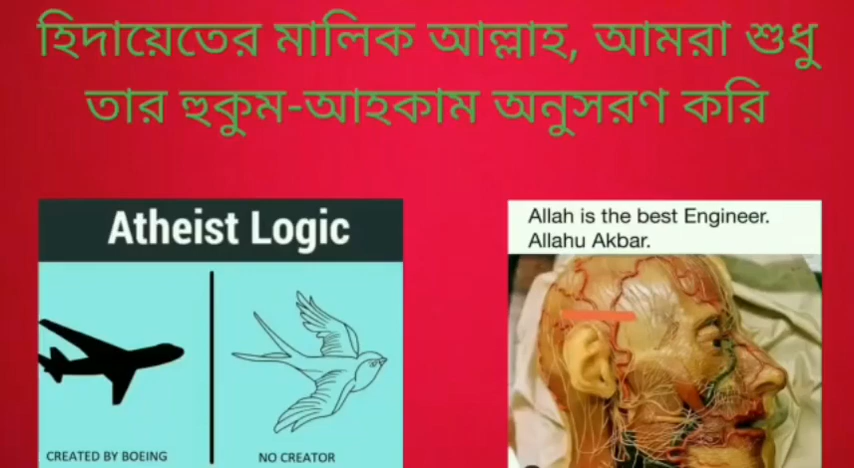 হিদায়েতের মালিক আল্লাহ, আমরা শুধু
তার হুকুম-আহকাম অনুসরণ করি
Atheist Logic
CREATED BY BOEING
NO CREATOR
Allah is the best Engineer.
Allahu Akbar.